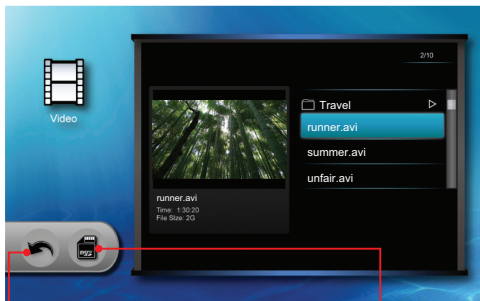 2/10
Video
Travel
runner.avi
summer.avi
unfair.avi
runner.avi
Time: 1:30:20
File Size: 2G